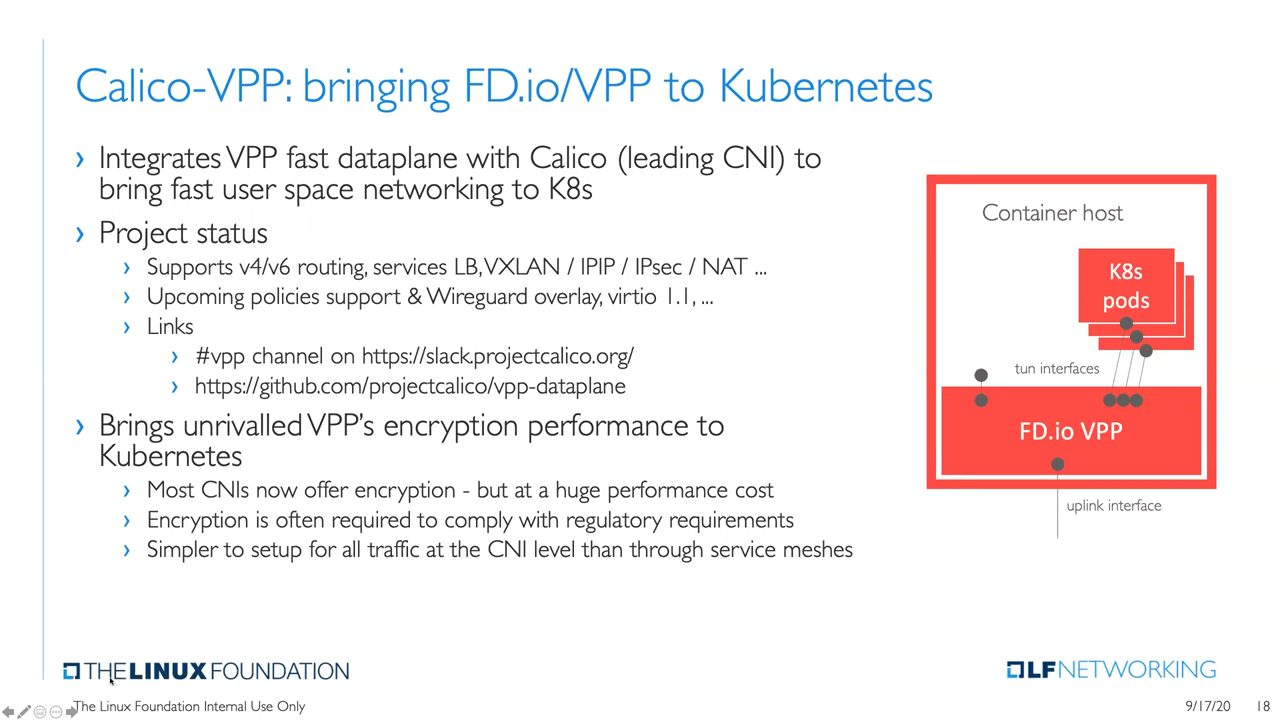 Calico-VPP: bringing FD.io/VPP to Kubernetes
› Integrates VPP fast dataplane with Calico (leading CNI) to
bring fast user space networking to K8s
› Project status
› Supports v4/v6 routing, services LB, VXLAN / IPIP / IPsec / NAT ...
› Upcoming policies support & Wireguard overlay, virtio 1.1, ...
› Links
› #vpp channel on https://slack.projectcalico.org/
› https://github.com/projectcalico/vpp-dataplane
› Brings unrivalled VPP's encryption performance to
Kubernetes
› Most CNIs now offer encryption - but at a huge performance cost
› Encryption is often required to comply with regulatory requirements
› Simpler to setup for all traffic at the CNI level than through service meshes
Container host
K8s
pods
tun interfaces
FD.io VPP
uplink interface
THE LINUX FOUNDATION
LF NETWORKING
The Linux Foundation Internal Use Only
9/17/20
18